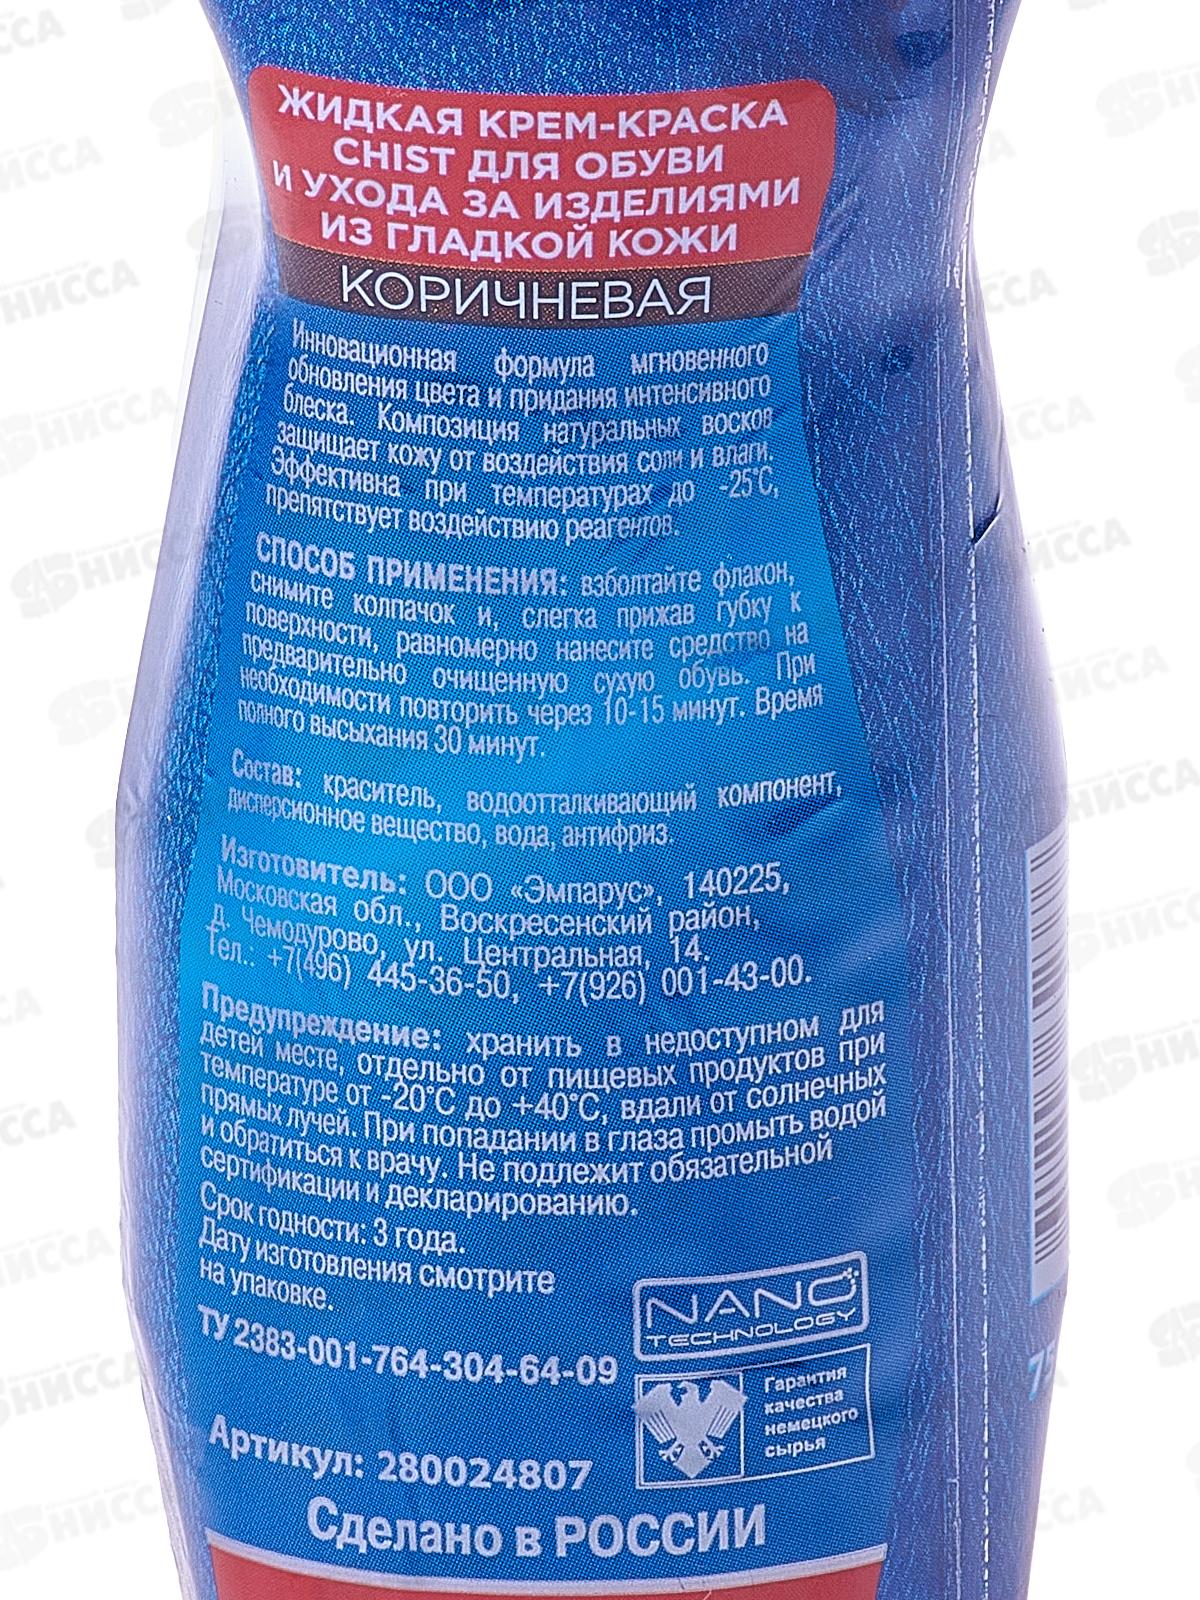 ЖИДКАЯ КРЕМ-КРАСКА
CHIST ДЛЯ ОБУВИ
И УХОДА ЗА ИЗДЕЛИЯМИ
ИЗ ГЛАДКОЙ КОЖИ
КОРИЧНЕВАЯ
Инновационная формула мгновенного
обновления цвета и придания интенсивного
блеска. Композиция натуральных восков
защищает кожу от воздействия соли и влаги.
Эффективна при температурах до -25°С,
препятствует воздействию реагентов.
СПОСОБ ПРИМЕНЕНИЯ: взболтайте флакон,
снимите колпачок и, слегка прижав губку к
поверхности, равномерно нанесите средство на
предварительно очищенную сухую обувь. При
необходимости повторить через 10-15 минут. Время
полного высыхания 30 минут.
Состав: краситель, водоотталкивающий компонент,
дисперсионное вещество, вода, антифриз.
Изготовитель: ООО «Эмпарус», 140225,
Московская обл., Воскресенский район,
д. Чемодурово, ул. Центральная, 14.
Тел.: +7(496) 445-36-50, +7(926) 001-43-00.
Предупреждение: хранить в недоступном для
детей месте, отдельно от пищевых продуктов при
температуре от -20°С до +40°С, вдали от солнечных
прямых лучей. При попадании в глаза промыть водой
и обратиться к врачу. Не подлежит обязательной
сертификации и декларированию.
Срок годности: 3 года.
Дату изготовления смотрите
на упаковке.
ТУ 2383-001-764-304-64-09
NANO
TECHNOLOGY
Гарантия
качества
немецкого
сырья
Артикул: 280024807
Сделано в РОССИИ
НИССА